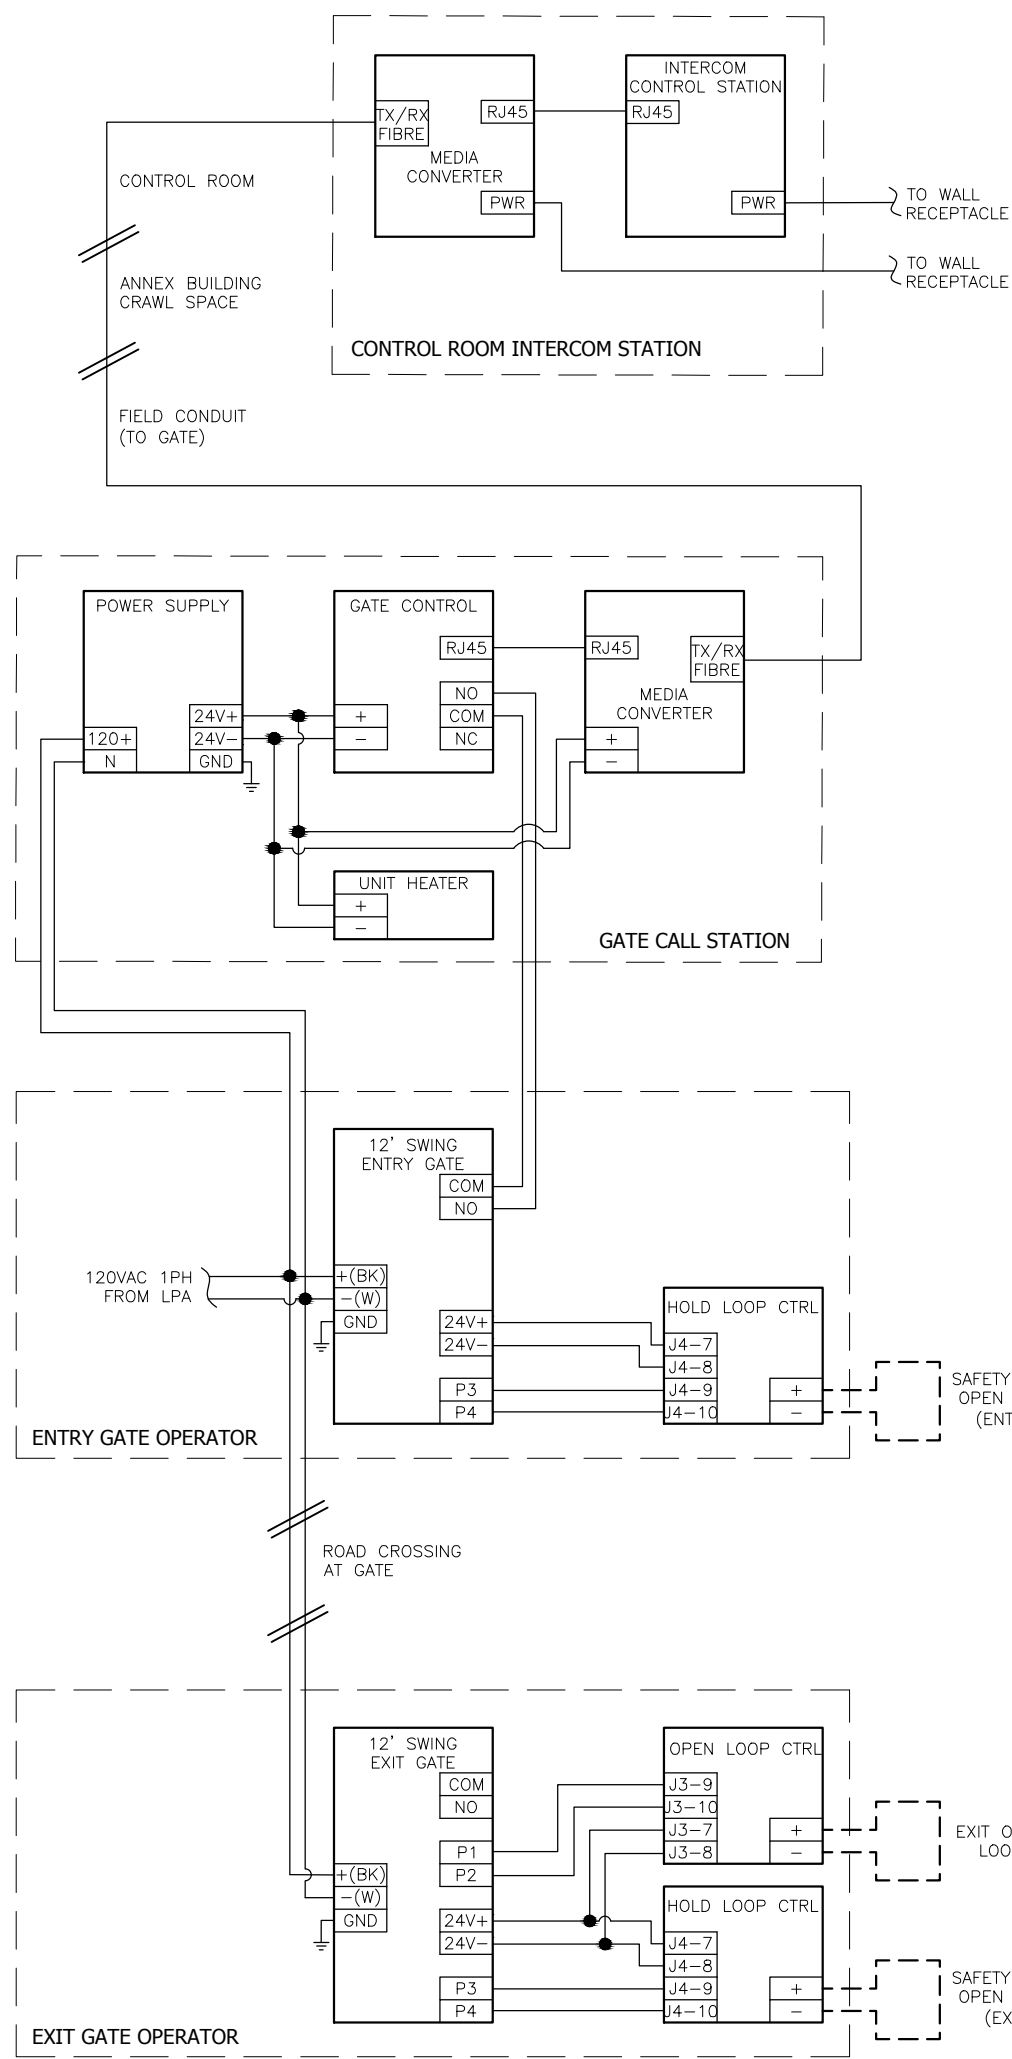 INTERCOM
CONTROL STATION
TX/RX
FIBRE
RJ45
RJ45
MEDIA
CONVERTER
PWR
PWR
TO WALL
RECEPTACLE
TO WALL
RECEPTACLE
CONTROL ROOM
ANNEX BUILDING
CRAWL SPACE
CONTROL ROOM INTERCOM STATION
FIELD CONDUIT
(TO GATE)
POWER SUPPLY
24V+
24V-
GND
120+
N
GATE CONTROL
RJ45
NO
COM
NC
+
-
RJ45
TX/RX
FIBRE
MEDIA
CONVERTER
+
-
UNIT HEATER
+
-
GATE CALL STATION
12' SWING
ENTRY GATE
COM
NO
120VAC 1PH
FROM LPA
+(BK)
-(W)
GND
24V+
24V-
P3
P4
HOLD LOOP CTRL
J4-7
J4-8
J4-9
J4-10
+
-
SAFETY
OPEN
(ENT
ENTRY GATE OPERATOR
ROAD CROSSING
AT GATE
12' SWING
EXIT GATE
COM
NO
P1
P2
+(BK)
-(W)
GND
24V+
24V-
P3
P4
OPEN LOOP CTRL
J3-9
J3-10
J3-7
J3-8
+
-
EXIT O
LOO
HOLD LOOP CTRL
J4-7
J4-8
J4-9
J4-10
+
-
SAFETY
OPEN
(EX
EXIT GATE OPERATOR